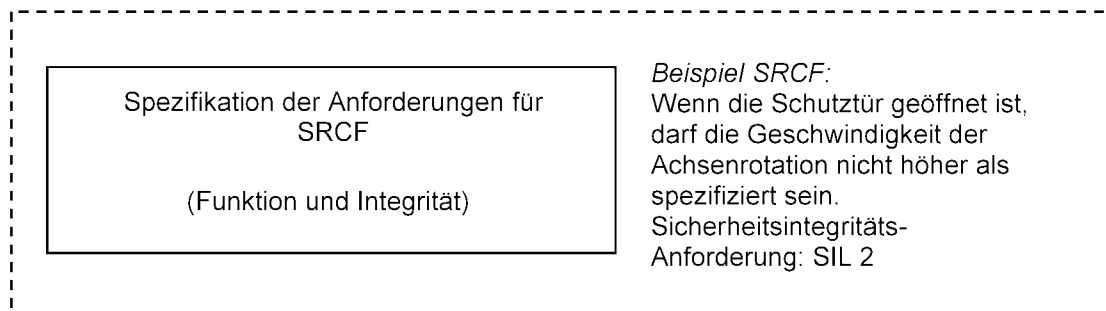 Spezifikation der Anforderungen für
SRCF
(Funktion und Integrität)
Beispiel SRCF:
Wenn die Schutztür geöffnet ist,
darf die Geschwindigkeit der
Achsenrotation nicht höher als
spezifiziert sein.
Sicherheitsintegritäts-
Anforderung: SIL 2